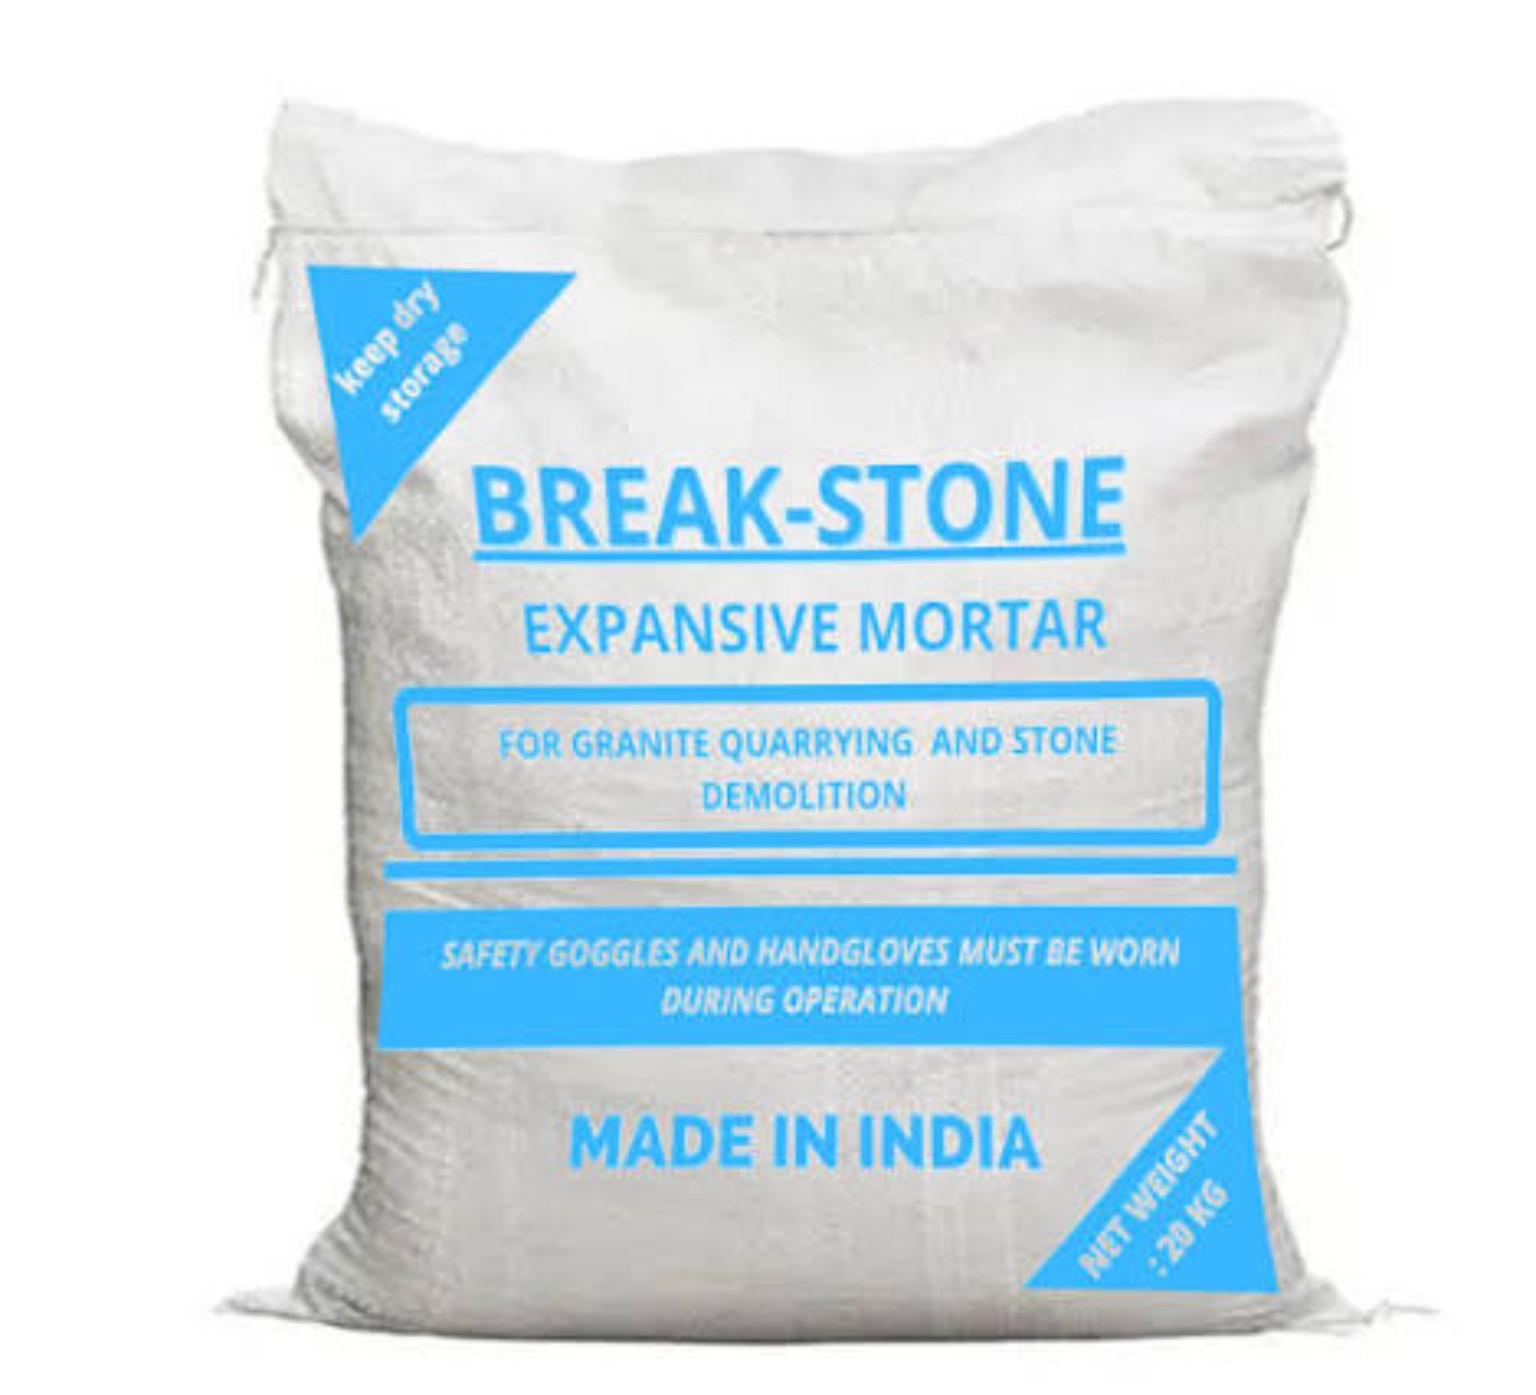 keep dry
storage
BREAK-STONE
EXPANSIVE MORTAR
FOR GRANITE QUARRYING AND STONE
DEMOLITION
SAFETY GOGGLES AND HANDGLOVES MUST BE WORN
DURING OPERATION
MADE IN INDIA
NET WEIGHT
: 20 KG